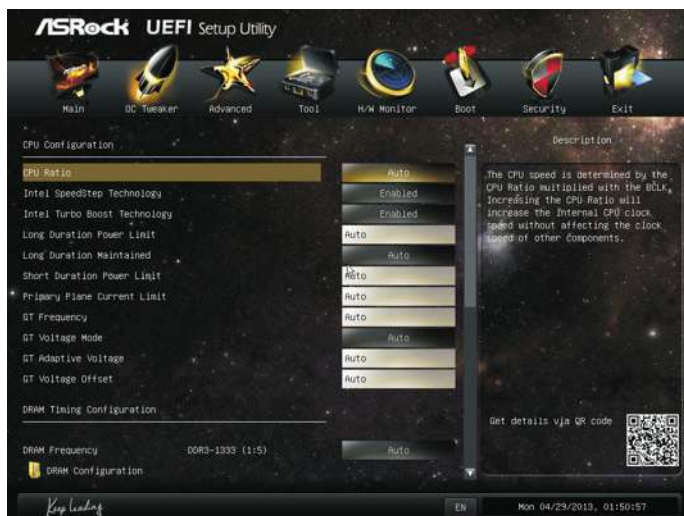 ASRock UEFI Setup Utility
Main OC Tweaker Advanced Tool H/W Monitor Boot Security Exit
CPU Configuration
CPU Ratio Auto
Intel SpeedStep Technology Enabled
Intel Turbo Boost Technology Enabled
Long Duration Power Limit Auto
Long Duration Maintained Auto
Short Duration Power Limit Auto
Primary Plane Current Limit Auto
GT Frequency Auto
GT Voltage Mode Auto
GT Adaptive Voltage Auto
GT Voltage Offset Auto
DRAM Timing Configuration
DRAM Frequency DDR3-1333 (1:5) Auto
DRAM Configuration
Description
The CPU speed is determined by the
CPU Ratio multiplied with the BCLK.
Increasing the CPU Ratio will
increase the internal CPU clock
speed without affecting the clock
speed of other components.
Get details via QR code
Keep Leading
EN Mon 04/29/2013, 01:50:57